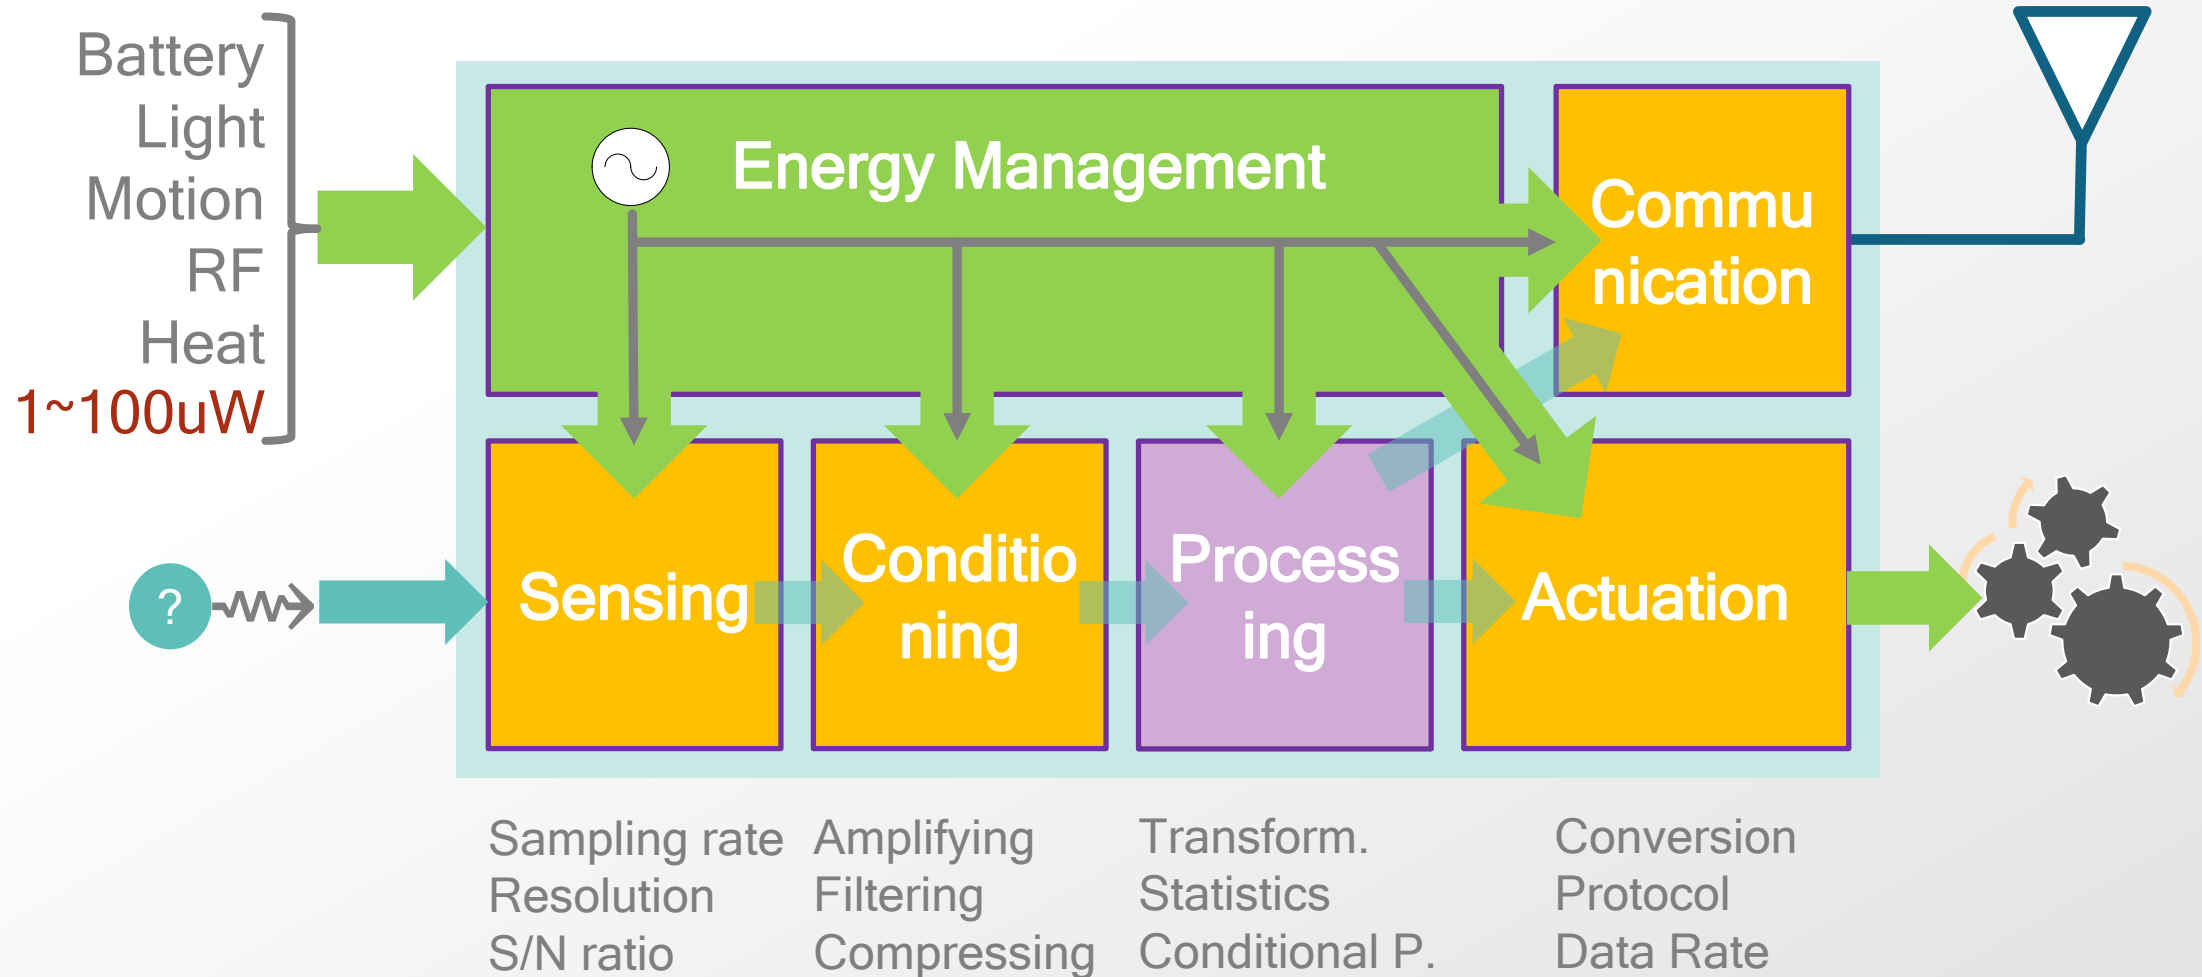 Battery
Light
Motion
RF
Heat
1~100uW
Energy Management
Commu
nication
?
Sensing
Conditio
ning
Process
ing
Actuation
Sampling rate
Resolution
S/N ratio
Amplifying
Filtering
Compressing
Transform.
Statistics
Conditional P.
Conversion
Protocol
Data Rate